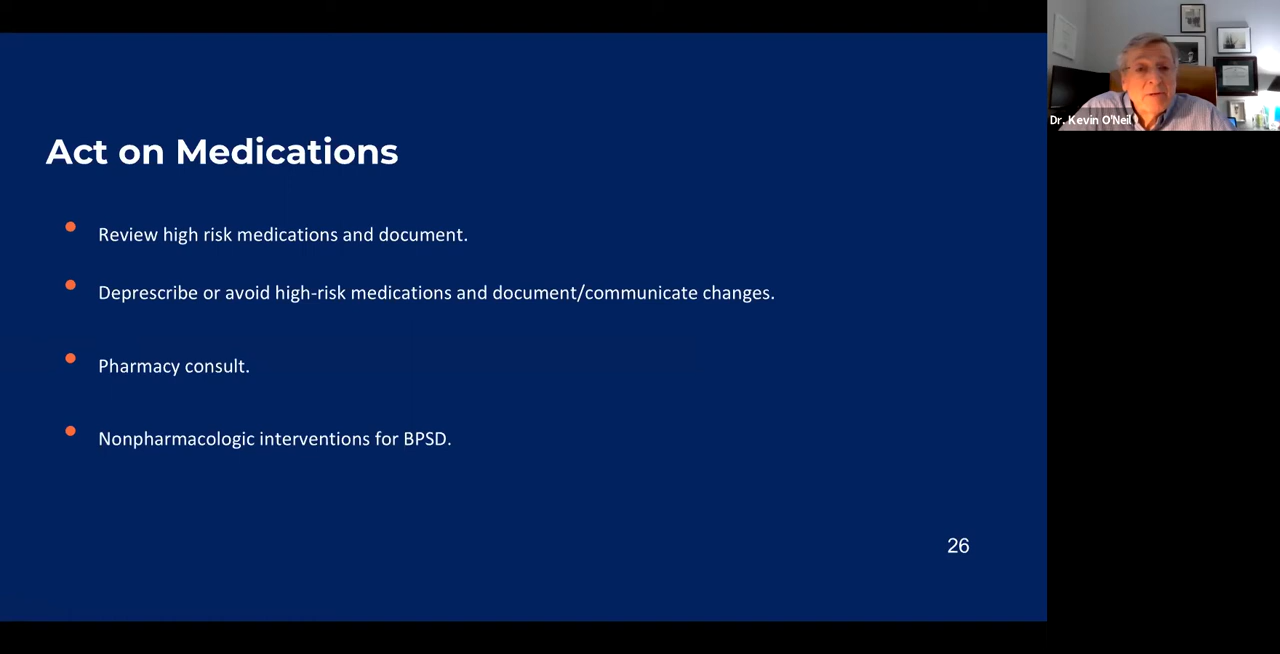 Act on Medications
Review high risk medications and document.
Deprescribe or avoid high-risk medications and document/communicate changes.
Pharmacy consult.
Nonpharmacologic interventions for BPSD.
26
Dr. Kevin O'Neil